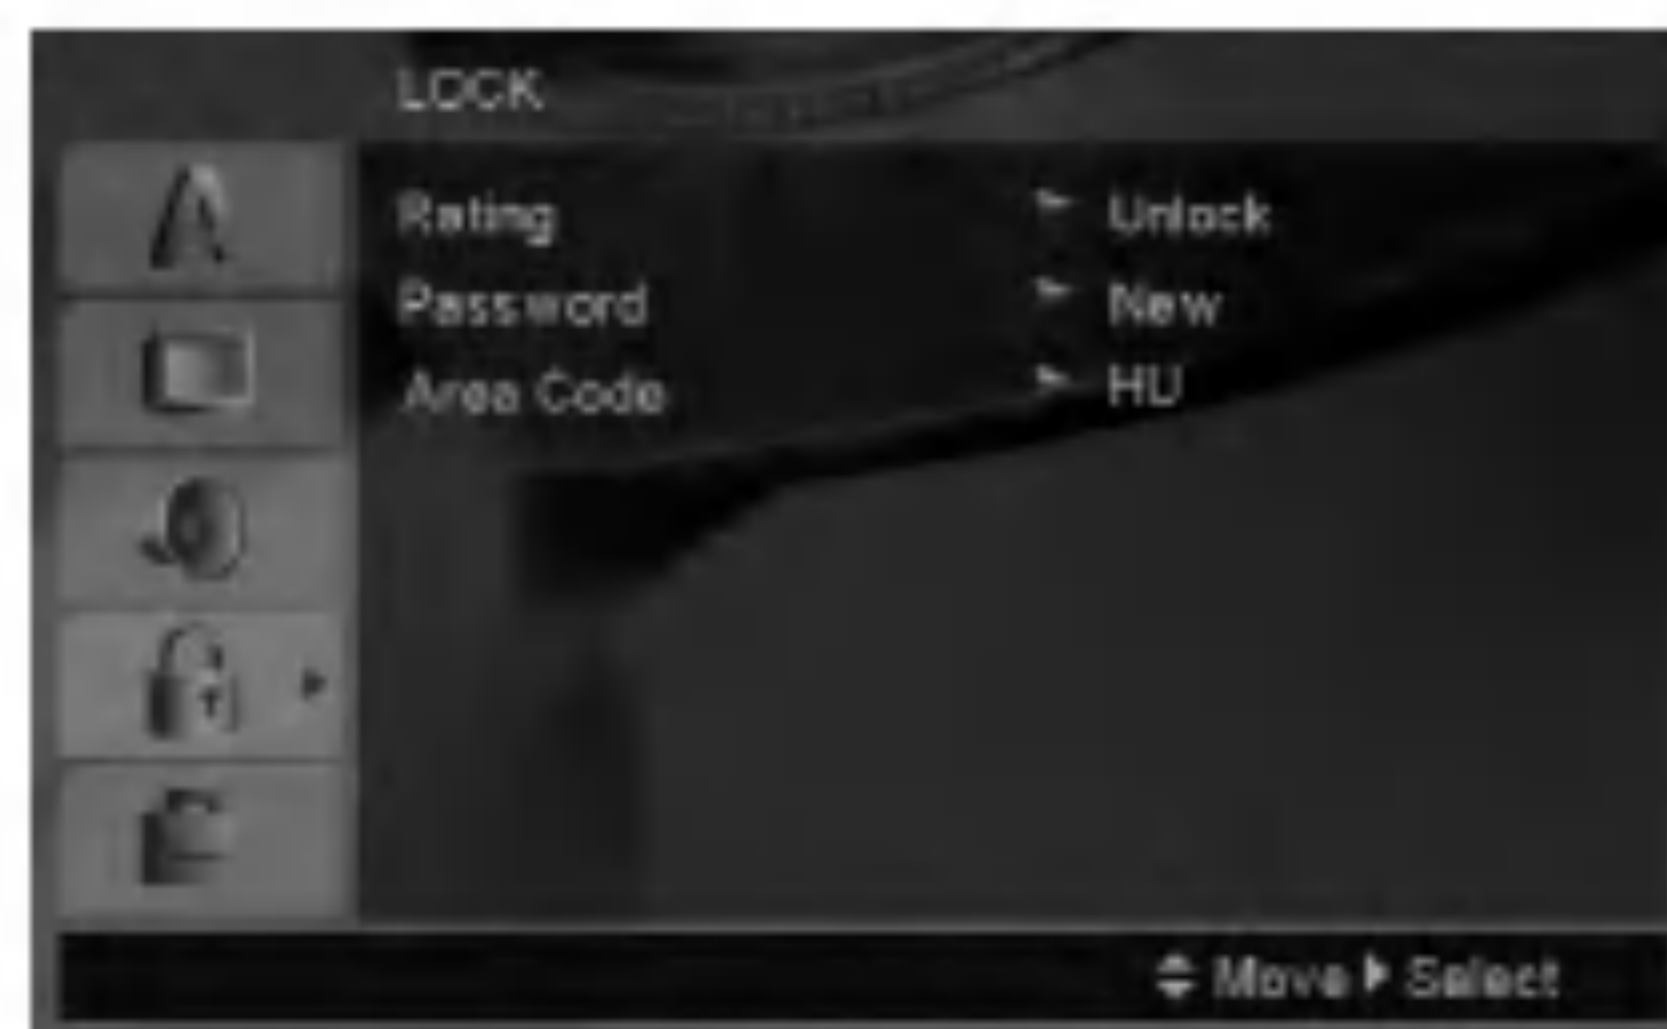 LOCK
Rating Unlock
Password New
Area Code HU
Move Select